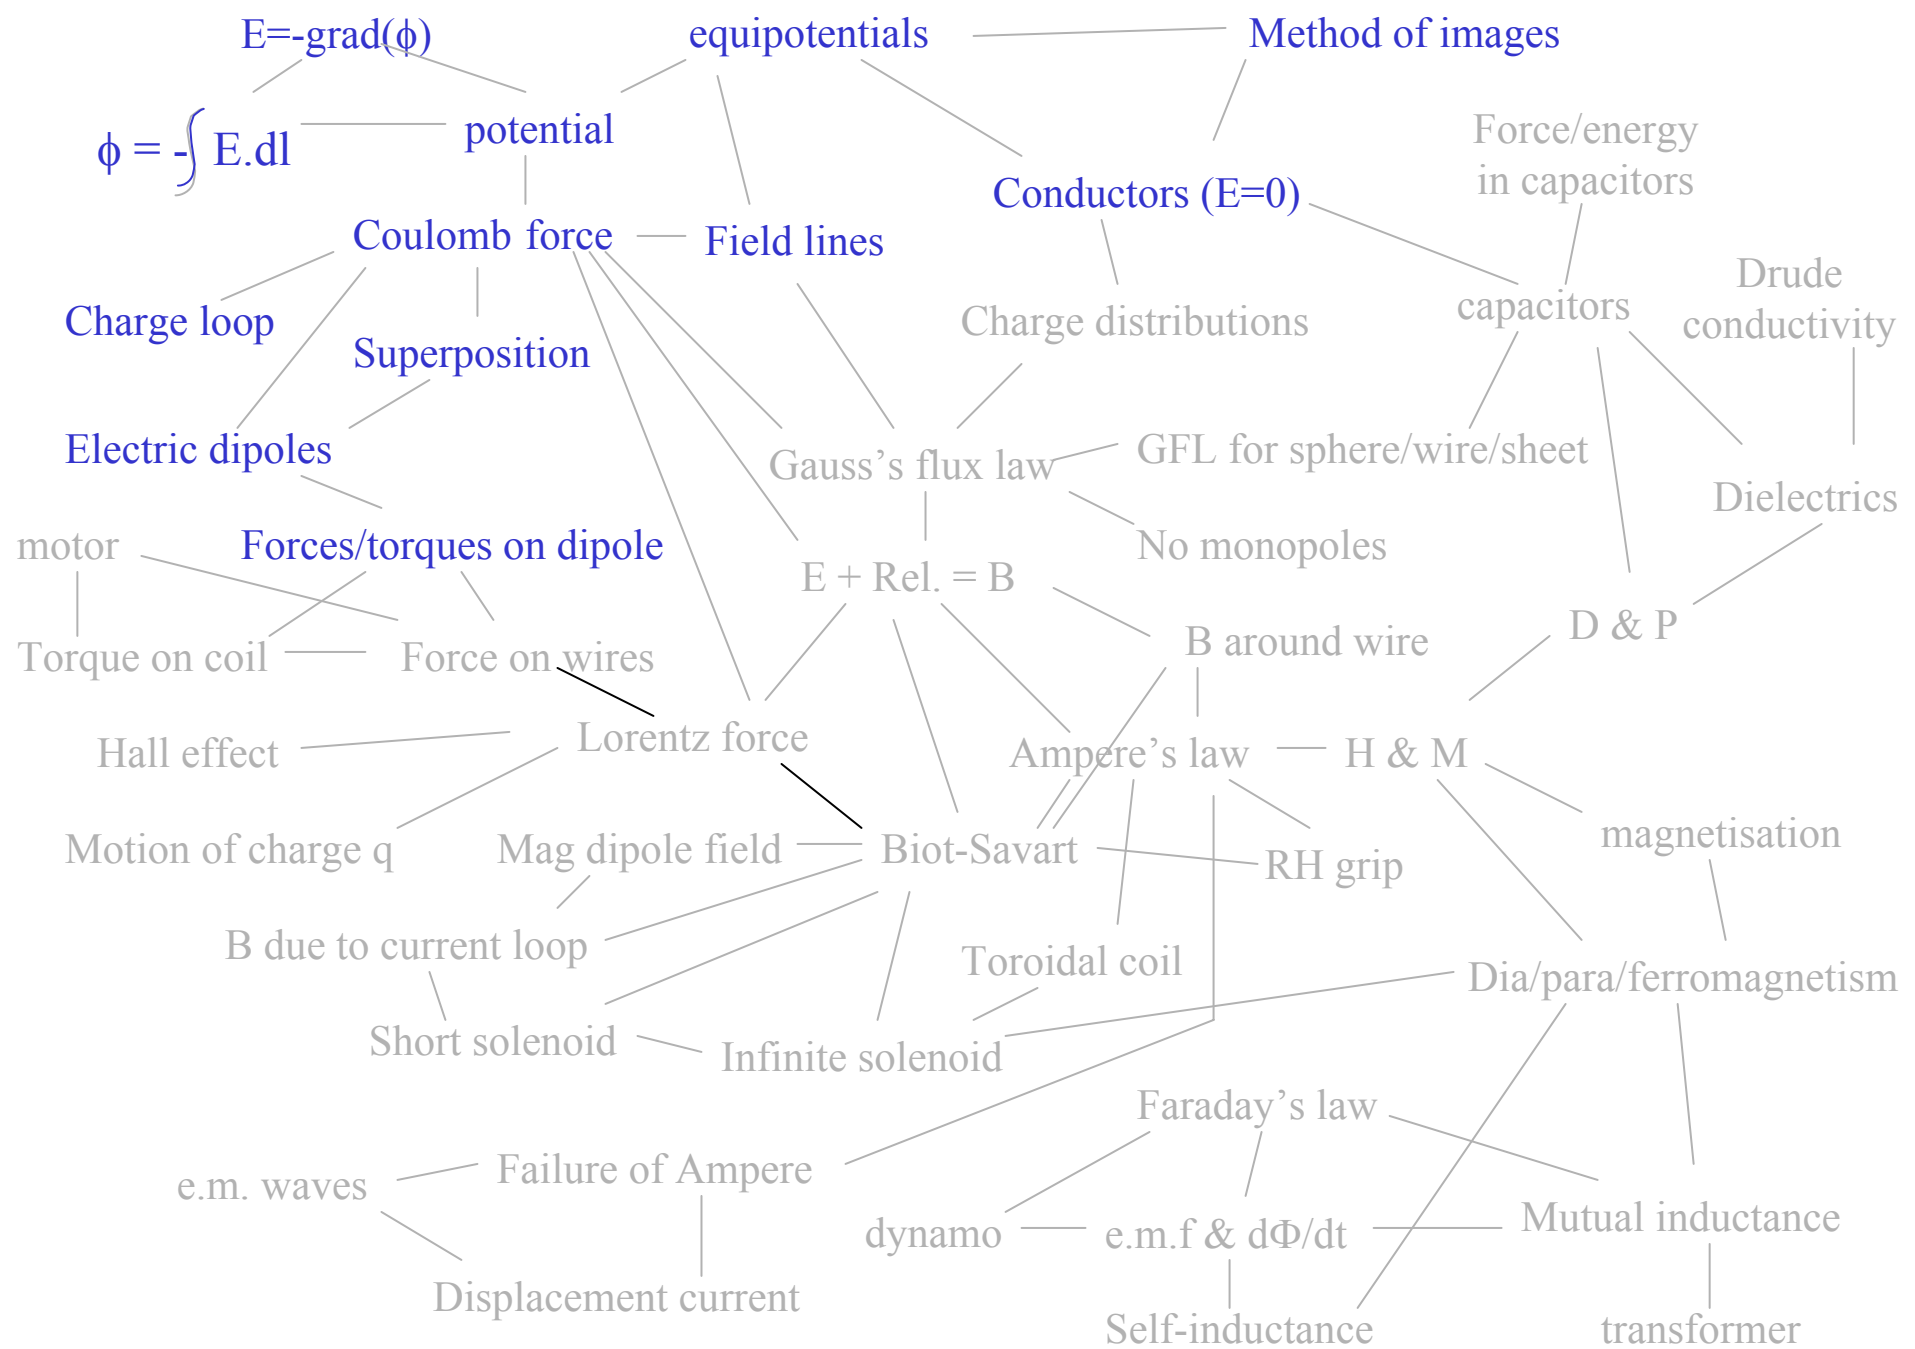 E=-grad(ϕ)
equipotentials
Method of images
ϕ = -∫ E.dl
potential
Force/energy
in capacitors
Conductors (E=0)
Coulomb force
Field lines
Drude
conductivity
Charge loop
Charge distributions
capacitors
Superposition
Electric dipoles
Gauss’s flux law
GFL for sphere/wire/sheet
Dielectrics
motor
Forces/torques on dipole
No monopoles
E + Rel. = B
D & P
Torque on coil
Force on wires
B around wire
Hall effect
Lorentz force
Ampere’s law
H & M
Motion of charge q
Mag dipole field
Biot-Savart
RH grip
magnetisation
B due to current loop
Toroidal coil
Dia/para/ferromagnetism
Short solenoid
Infinite solenoid
Faraday’s law
e.m. waves
Failure of Ampere
dynamo
e.m.f & dΦ/dt
Mutual inductance
Displacement current
Self-inductance
transformer